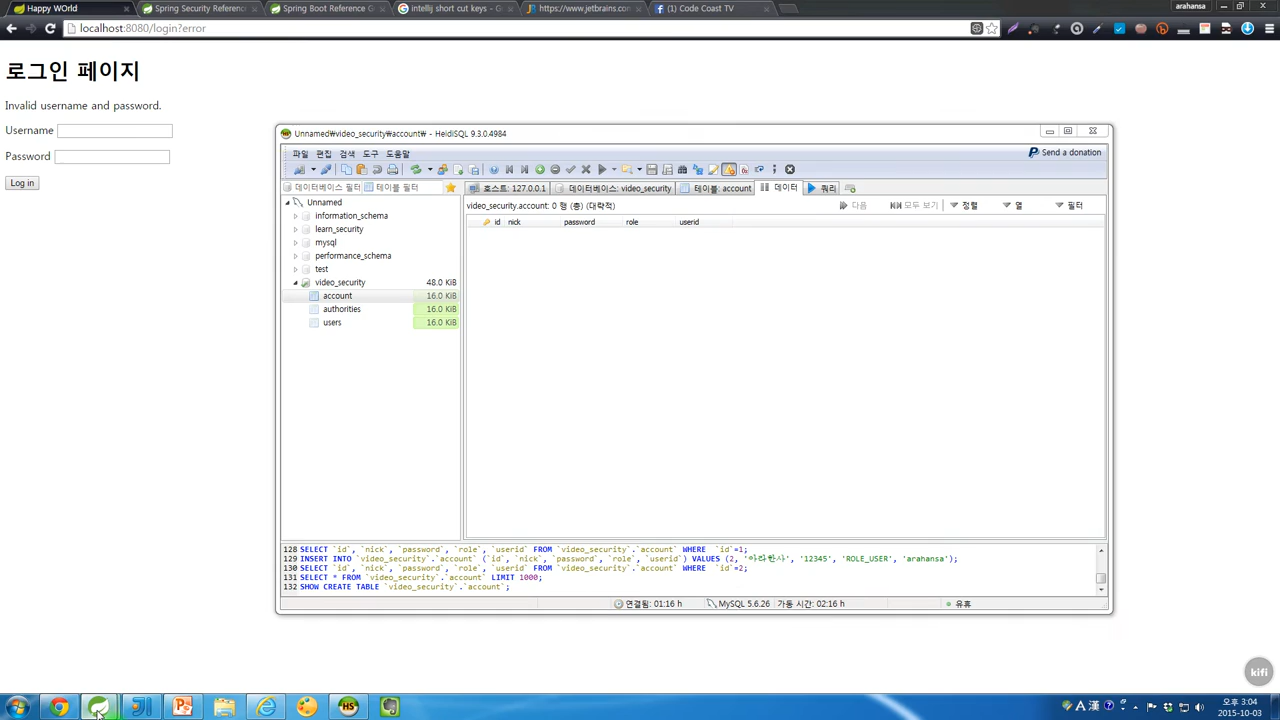 Happy World
Spring Security Referenc
Spring Boot Reference G
intellij short cut keys - G
https://www.jetbrains.com
(1) Code Coast TV
arahansa
localhost:8080/login?error
로그인 페이지
Invalid username and password.
Username
Password
Log in
Unnamed₩video_security₩account₩ - HeidiSQL 9.3.0.4984
파일 편집 검색 도구 도움말
Send a donation
데이터베이스 필터 테이블 필터
호스트: 127.0.0.1 데이터베이스: video_security 테이블: account 데이터 쿼리
Unnamed
information_schema
learn_security
mysql
performance_schema
test
video_security 48.0 KiB
account 16.0 KiB
authorities 16.0 KiB
users 16.0 KiB
video_security.account: 0 행 (총) (대략적)
다음 모두 보기 정렬 열 필터
id nick password role userid
128 SELECT `id`, `nick`, `password`, `role`, `userid` FROM `video_security`.`account` WHERE `id`=1;
129 INSERT INTO `video_security`.`account` (`id`, `nick`, `password`, `role`, `userid`) VALUES (2, '아라한사', '12345', 'ROLE_USER', 'arahansa');
130 SELECT `id`, `nick`, `password`, `role`, `userid` FROM `video_security`.`account` WHERE `id`=2;
131 SELECT * FROM `video_security`.`account` LIMIT 1000;
132 SHOW CREATE TABLE `video_security`.`account`;
연결됨: 01:16 h MySQL 5.6.26 가동 시간: 02:16 h 유휴
kifi
A 漢
오후 3:04
2015-10-03